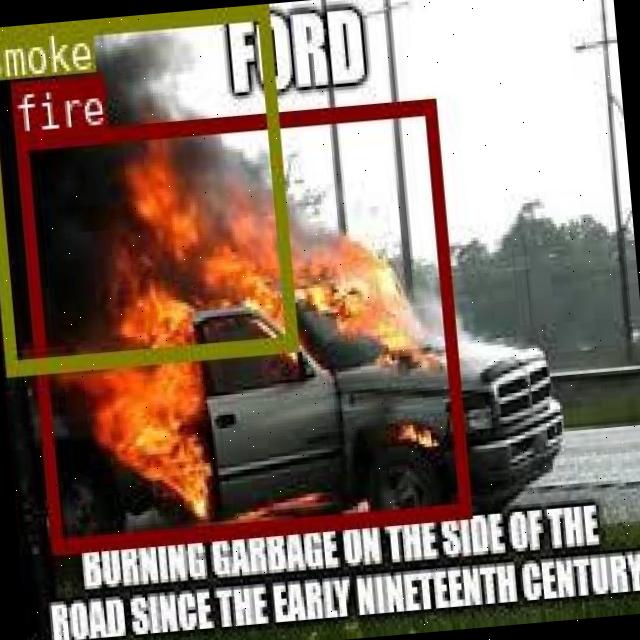 moke
fire
FORD
BURNING GARBAGE ON THE SIDE OF THE
ROAD SINCE THE EARLY NINETEENTH CENTURY